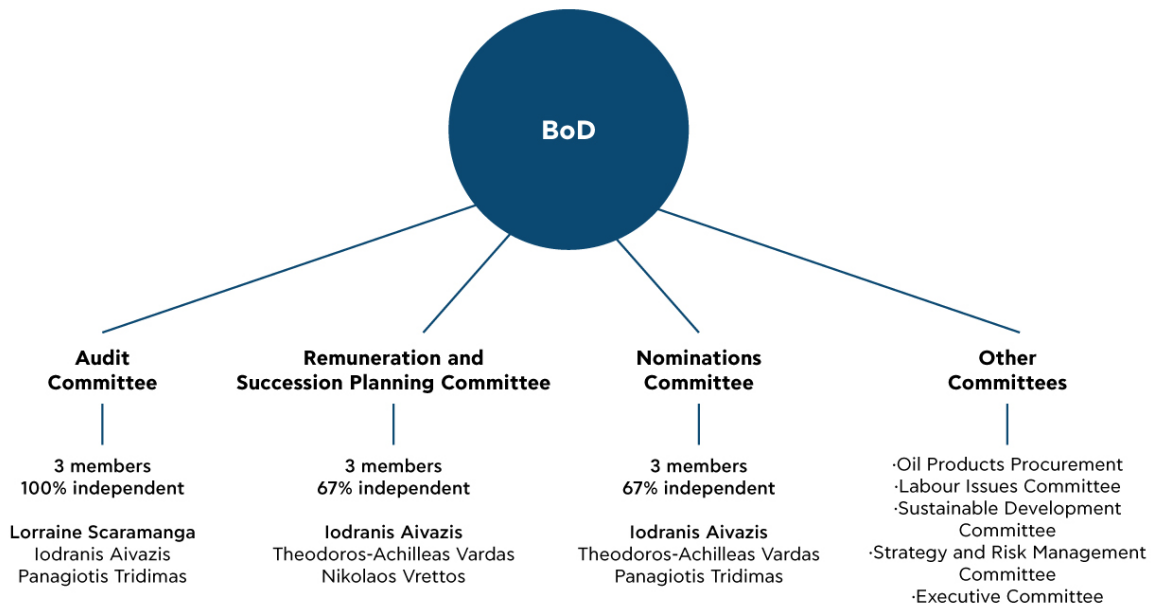 BoD
Audit
Committee
3 members
100% independent
Lorraine Scaramanga
Iodranis Aivazis
Panagiotis Tridimas
Remuneration and
Succession Planning Committee
3 members
67% independent
Iodranis Aivazis
Theodoros-Achilleas Vardas
Nikolaos Vrettos
Nominations
Committee
3 members
67% independent
Iodranis Aivazis
Theodoros-Achilleas Vardas
Panagiotis Tridimas
Other
Committees
·Oil Products Procurement
·Labour Issues Committee
·Sustainable Development
Committee
·Strategy and Risk Management
Committee
·Executive Committee